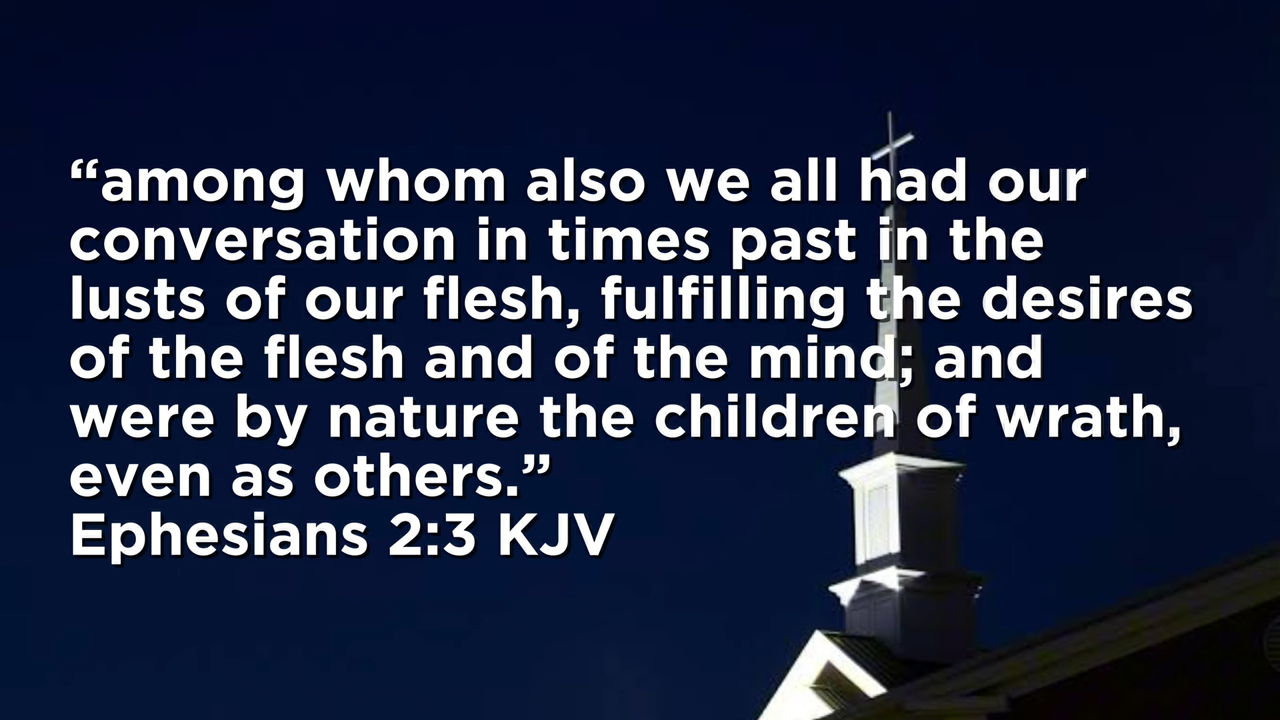 “among whom also we all had our
conversation in times past in the
lusts of our flesh, fulfilling the desires
of the flesh and of the mind; and
were by nature the children of wrath,
even as others.”
Ephesians 2:3 KJV